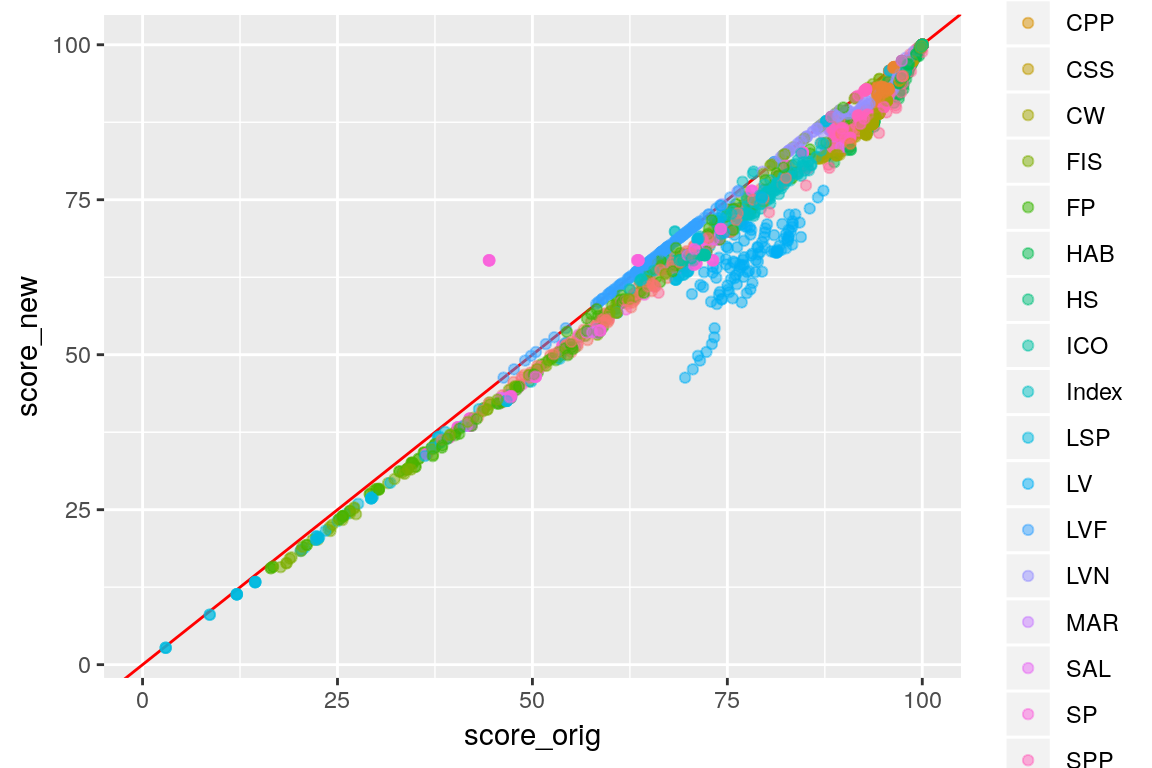 100
75
50
25
0
score_new
0
25
50
75
100
score_orig
CPP
CSS
CW
FIS
FP
HAB
HS
ICO
Index
LSP
LV
LVF
LVN
MAR
SAL
SP
SPP